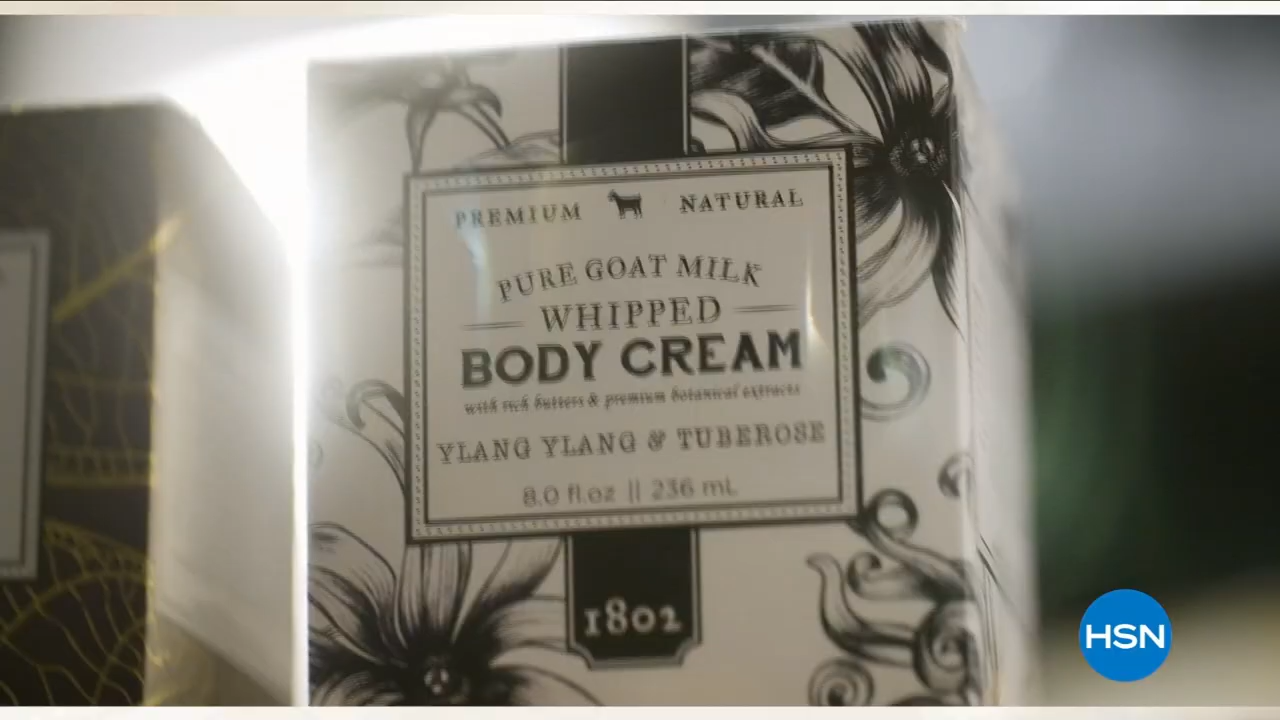 PREMIUM NATURAL
PURE GOAT MILK
WHIPPED
BODY CREAM
with rich butters & premium botanical extracts
YLANG YLANG & TUBEROSE
8.0 fl.oz || 236 mL
1802
HSN